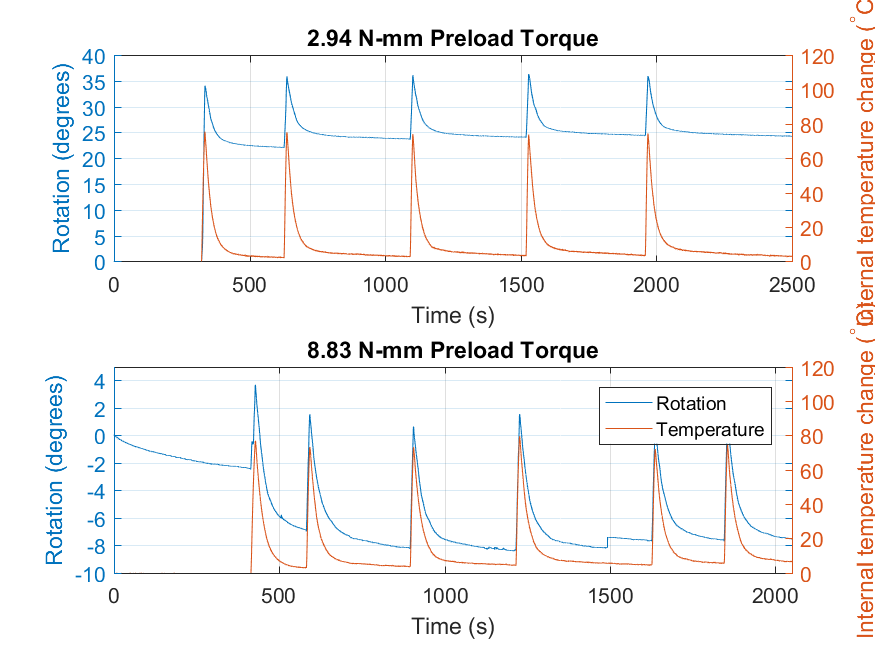 2.94 N-mm Preload Torque
Rotation (degrees)
40
35
30
25
20
15
10
5
0
0 500 1000 1500 2000 2500
Time (s)
120
100
80
60
40
20
0
Internal temperature change (°C)
8.83 N-mm Preload Torque
Rotation (degrees)
4
2
0
-2
-4
-6
-8
-10
0 500 1000 1500 2000
Time (s)
Rotation
Temperature
120
100
80
60
40
20
0
Internal temperature change (°C)